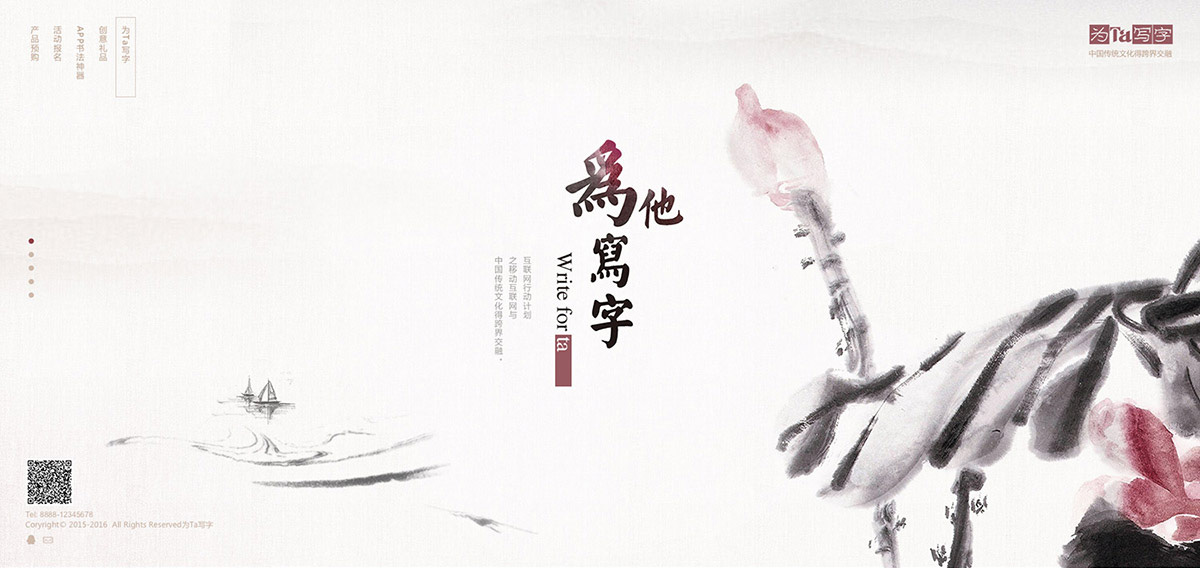 为Ta写字
创意礼品
APP书法神器
活动报名
产品预购
为Ta写字
中国传统文化得跨界交融
為他
寫字
Write for ta
互联网行动计划
之移动互联网与
中国传统文化得跨界交融。
Tel: 8888-12345678
Coryright© 2015-2016 All Rights Reserved为Ta写字